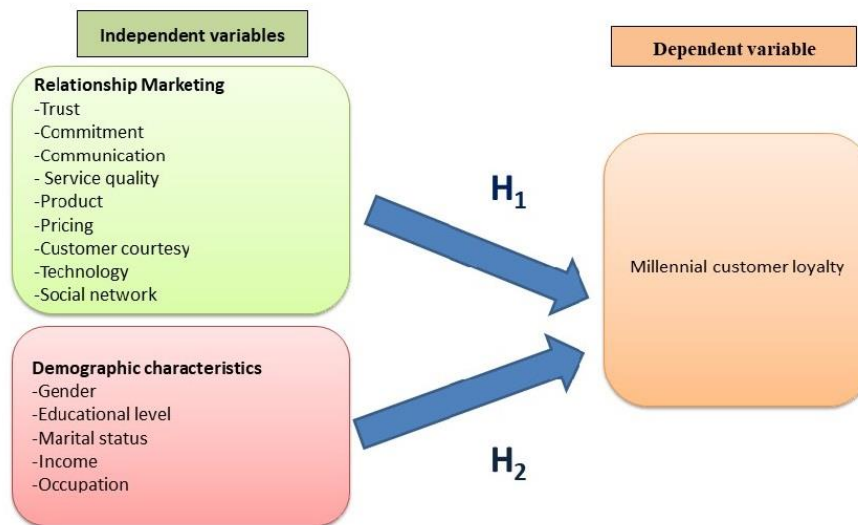 Independent variables
Dependent variable
Relationship Marketing
-Trust
-Commitment
-Communication
- Service quality
-Product
-Pricing
-Customer courtesy
-Technology
-Social network
H1
Millennial customer loyalty
Demographic characteristics
-Gender
-Educational level
-Marital status
-Income
-Occupation
H2